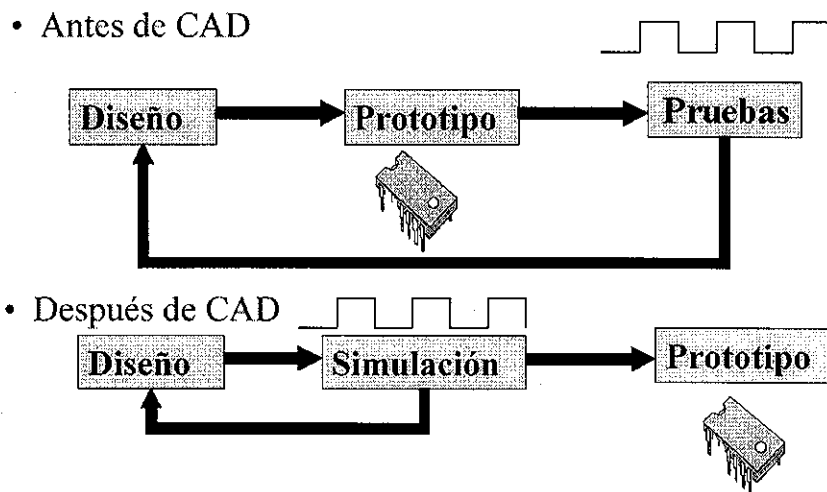 • Antes de CAD
Diseño
Prototipo
Pruebas
• Después de CAD
Diseño
Simulación
Prototipo